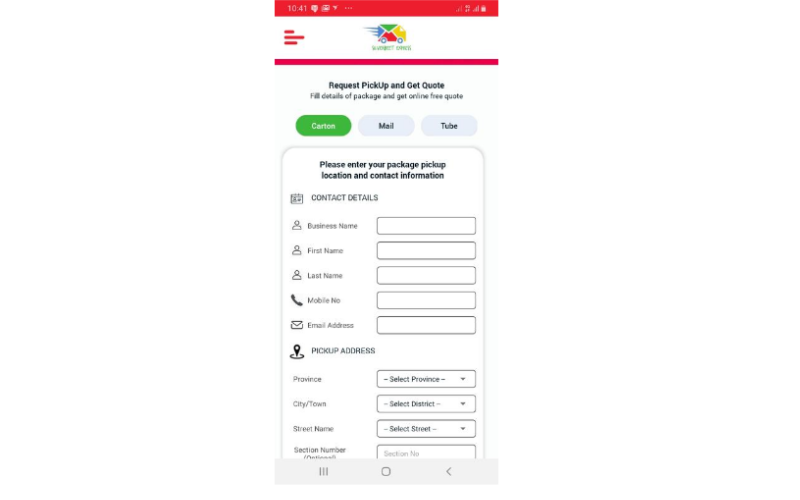 10:41
Request PickUp and Get Quote
Fill details of package and get online free quote
Carton Mail Tube
Please enter your package pickup
location and contact information
CONTACT DETAILS
Business Name
First Name
Last Name
Mobile No
Email Address
PICKUP ADDRESS
Province -- Select Province --
City/Town -- Select District --
Street Name -- Select Street --
Section Number Section No
(Optional)